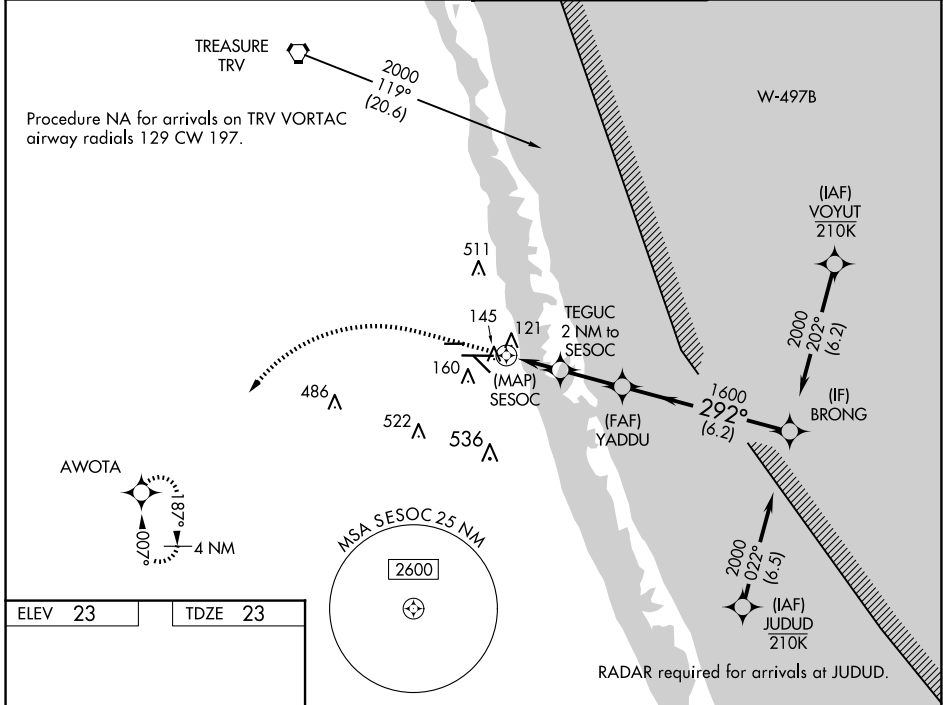 TREASURE
TRV
2000
119°
(20.6)
W-497B
Procedure NA for arrivals on TRV VORTAC
airway radials 129 CW 197.
(IAF)
VOYUT
210K
2000
202°
(6.2)
511
145
121
TEGUC
2 NM to
SESOC
160
(MAP)
SESOC
486
522
536
(FAF)
YADDU
1600
292°
(6.2)
(IF)
BRONG
AWOTA
187°
007°
4 NM
MSA SESOC 25 NM
2600
2000
022°
(6.5)
(IAF)
JUDUD
210K
ELEV 23
TDZE 23
RADAR required for arrivals at JUDUD.